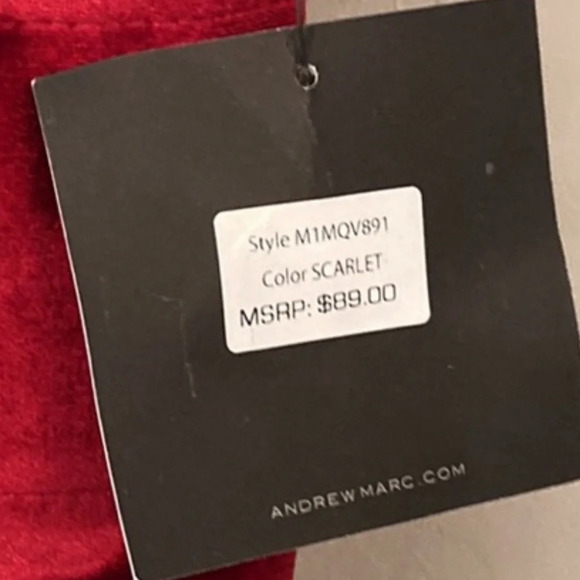 Style M1MQV891
Color SCARLET
MSRP: $89.00
ANDREWMARC.COM